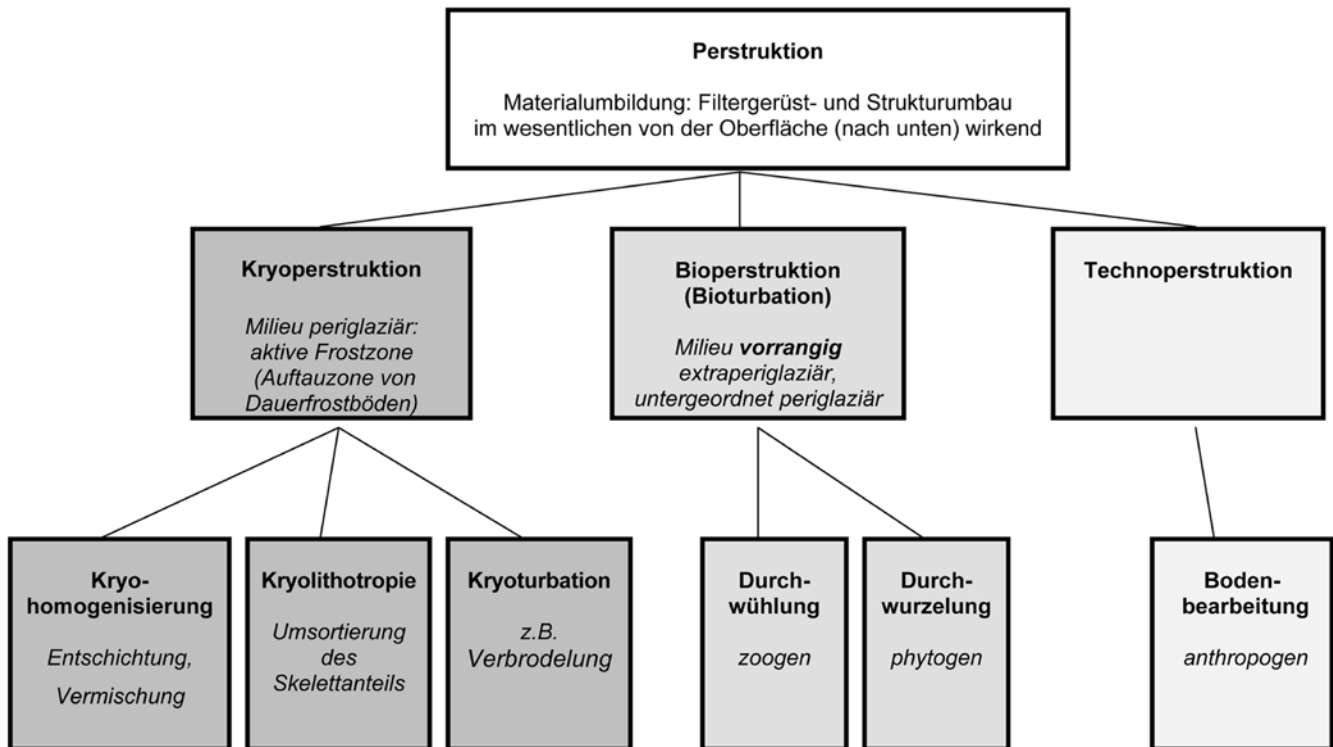 Perstruktion
Materialumbildung: Filtergerüst- und Strukturumbau
im wesentlichen von der Oberfläche (nach unten) wirkend
Kryoperstruktion
Milieu periglaziär:
aktive Frostzone
(Auftauzone von
Dauerfrostböden)
Bioperstruktion
(Bioturbation)
Milieu vorrangig
extraperiglaziär,
untergeordnet periglaziär
Technoperstruktion
Kryo-
homogenisierung
Entschichtung,
Vermischung
Kryolithotropie
Umsortierung
des
Skelettanteils
Kryoturbation
z.B.
Verbrodelung
Durch-
wühlung
zoogen
Durch-
wurzelung
phytogen
Boden-
bearbeitung
anthropogen